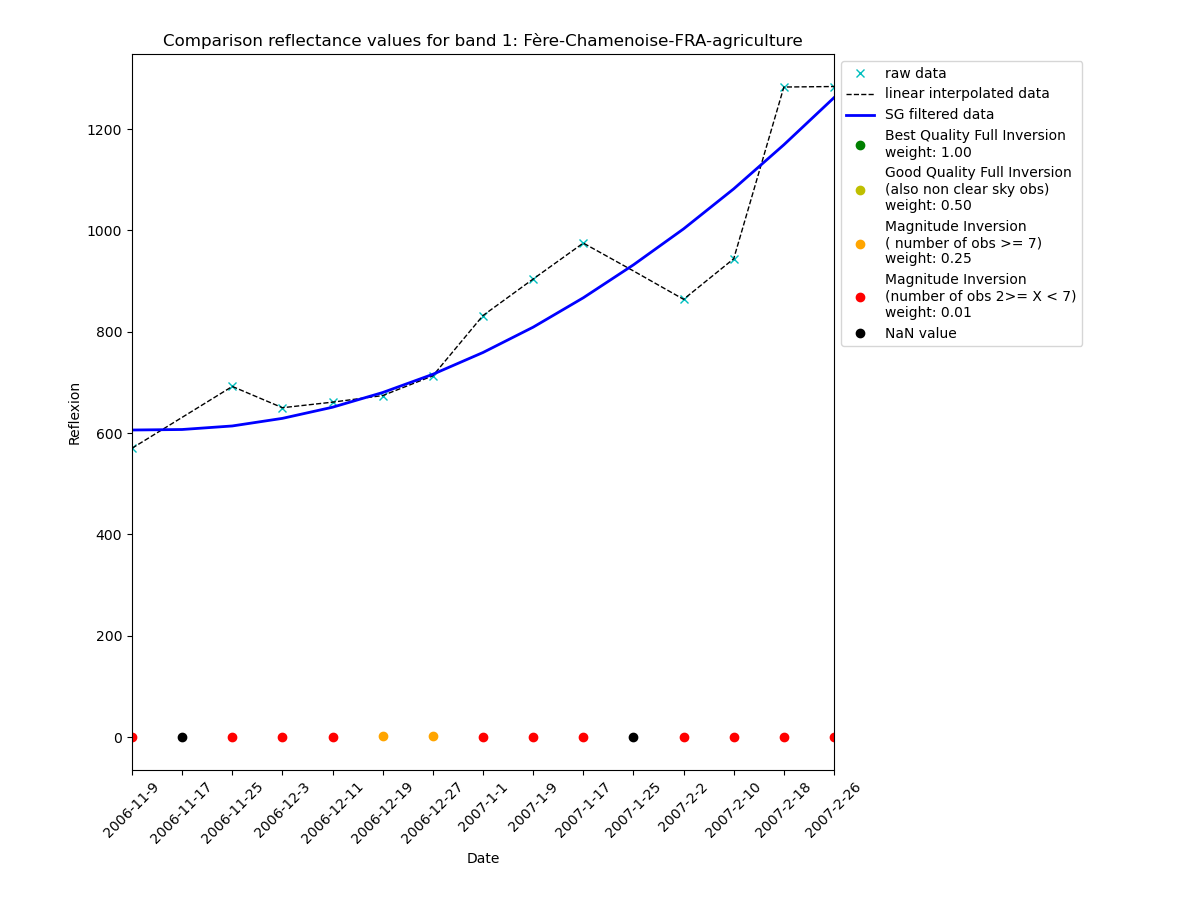 Comparison reflectance values for band 1: Fère-Chamenoise-FRA-agriculture
raw data
linear interpolated data
SG filtered data
Best Quality Full Inversion
weight: 1.00
Good Quality Full Inversion
(also non clear sky obs)
weight: 0.50
Magnitude Inversion
( number of obs >= 7)
weight: 0.25
Magnitude Inversion
(number of obs 2>= X < 7)
weight: 0.01
NaN value
Reflexion
1200
1000
800
600
400
200
0
2006-11-9
2006-11-17
2006-11-25
2006-12-3
2006-12-11
2006-12-19
2006-12-27
2007-1-1
2007-1-9
2007-1-17
2007-1-25
2007-2-2
2007-2-10
2007-2-18
2007-2-26
Date